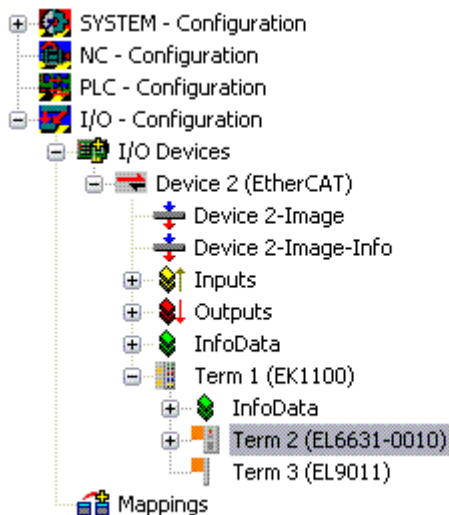 SYSTEM - Configuration
NC - Configuration
PLC - Configuration
I/O - Configuration
I/O Devices
Device 2 (EtherCAT)
Device 2-Image
Device 2-Image-Info
Inputs
Outputs
InfoData
Term 1 (EK1100)
InfoData
Term 2 (EL6631-0010)
Term 3 (EL9011)
Mappings